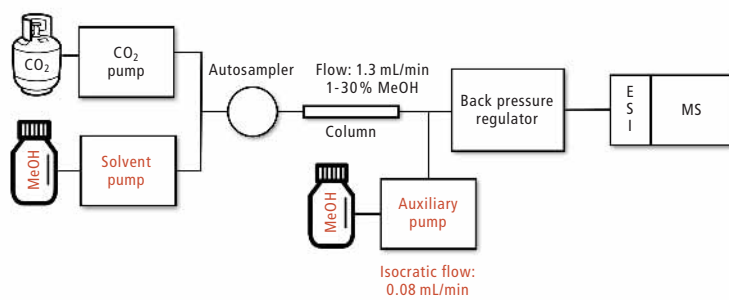 CO₂
CO₂
pump
MeOH
Solvent
pump
Autosampler
Flow: 1.3 mL/min
1-30% MeOH
Column
MeOH
Auxiliary
pump
Isocratic flow:
0.08 mL/min
Back pressure
regulator
E
S
I
MS